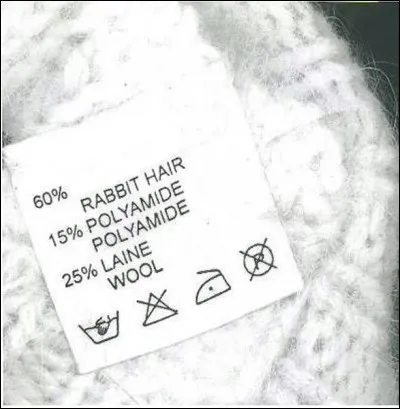 60% RABBIT HAIR
15% POLYAMIDE
POLYAMIDE
25% LAINE
WOOL
P